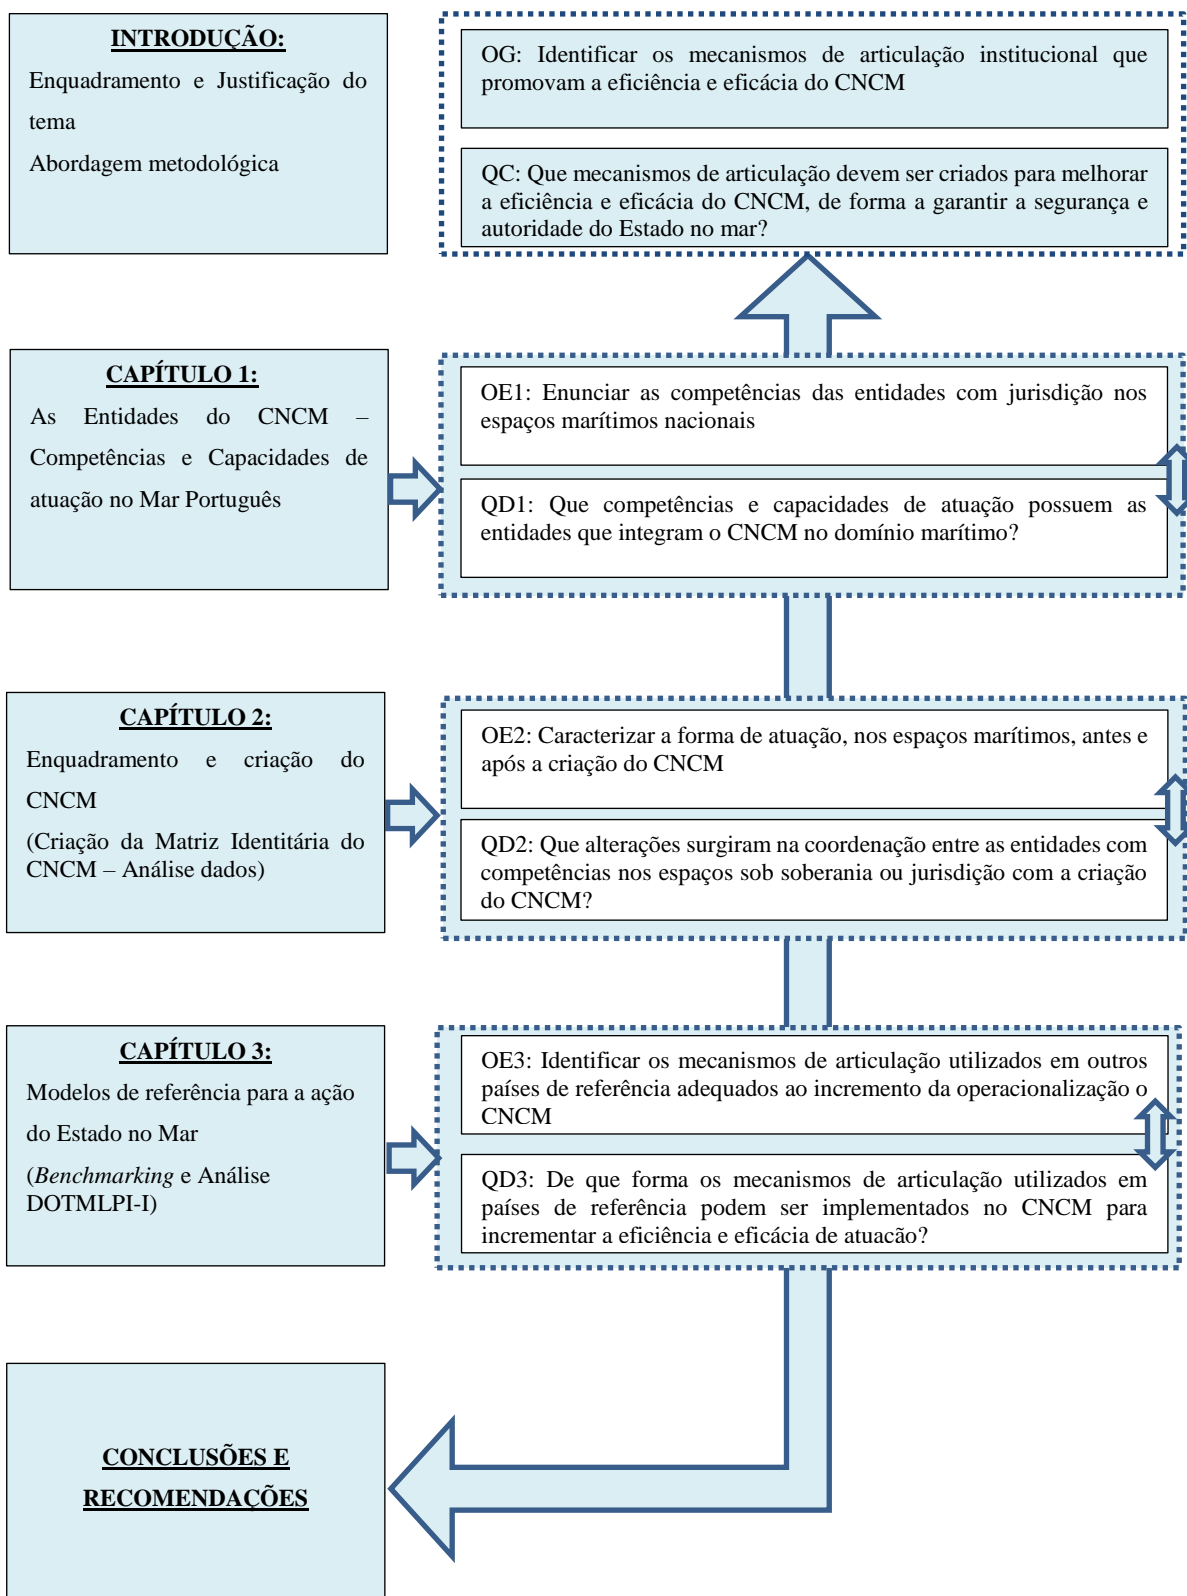 INTRODUÇÃO:
Enquadramento e Justificação do
tema
Abordagem metodológica
OG: Identificar os mecanismos de articulação institucional que
promovam a eficiência e eficácia do CNCM
QC: Que mecanismos de articulação devem ser criados para melhorar
a eficiência e eficácia do CNCM, de forma a garantir a segurança e
autoridade do Estado no mar?
CAPÍTULO 1:
As Entidades do CNCM –
Competências e Capacidades de
atuação no Mar Português
OE1: Enunciar as competências das entidades com jurisdição nos
espaços marítimos nacionais
QD1: Que competências e capacidades de atuação possuem as
entidades que integram o CNCM no domínio marítimo?
CAPÍTULO 2:
Enquadramento e criação do
CNCM
(Criação da Matriz Identitária do
CNCM – Análise dados)
OE2: Caracterizar a forma de atuação, nos espaços marítimos, antes e
após a criação do CNCM
QD2: Que alterações surgiram na coordenação entre as entidades com
competências nos espaços sob soberania ou jurisdição com a criação
do CNCM?
CAPÍTULO 3:
Modelos de referência para a ação
do Estado no Mar
(Benchmarking e Análise
DOTMLPI-I)
OE3: Identificar os mecanismos de articulação utilizados em outros
países de referência adequados ao incremento da operacionalização o
CNCM
QD3: De que forma os mecanismos de articulação utilizados em
países de referência podem ser implementados no CNCM para
incrementar a eficiência e eficácia de atuacão?
CONCLUSÕES E
RECOMENDAÇÕES